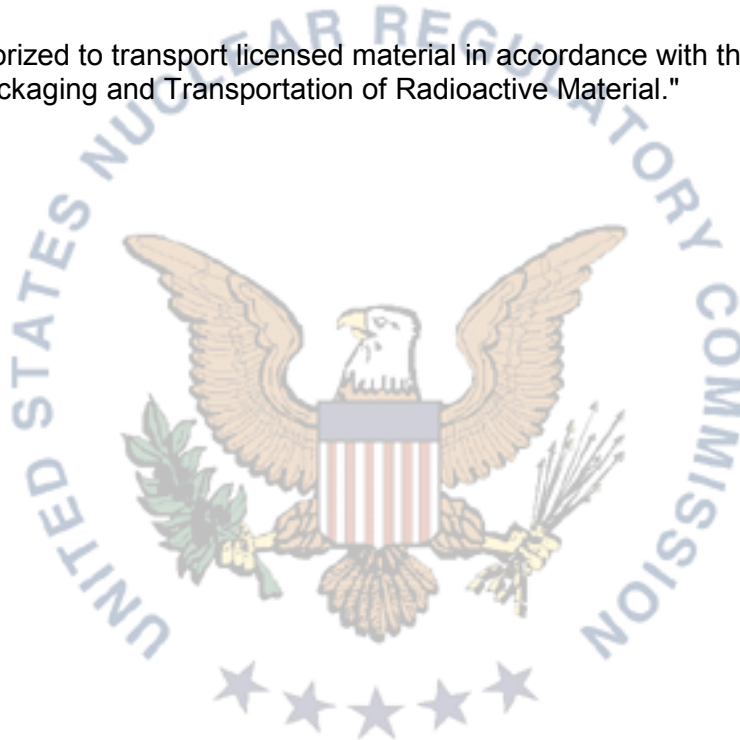 orized to transport licensed material in accordance with th
ckaging and Transportation of Radioactive Material."
UNITED STATES NUCLEAR REGULATORY COMMISSION